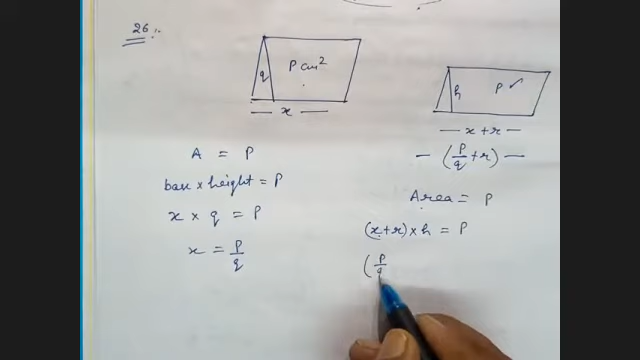 26:
q
P cm²
x
A = P
base x height = P
x x q = P
x = P/q
h
P ✓
x + r
(P/q + r)
Area = P
(x + r) x h = P
(P/q